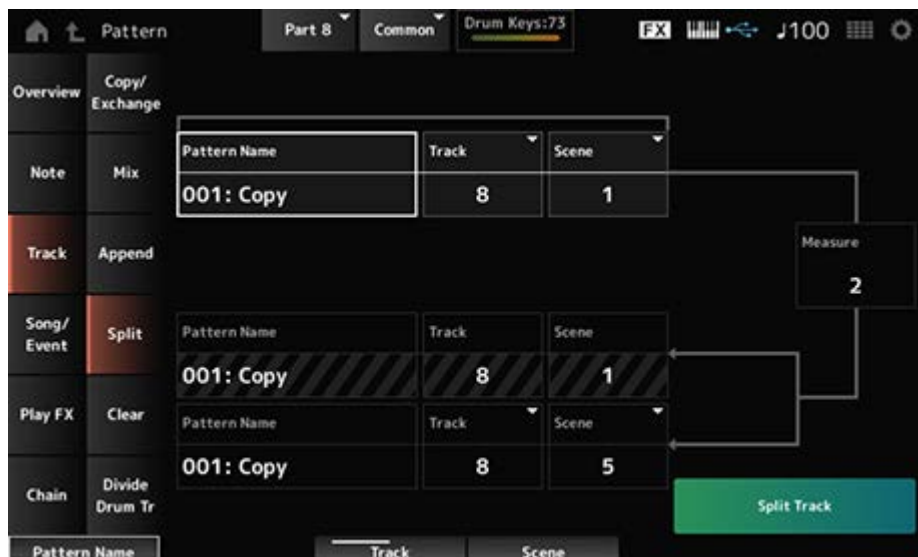 Pattern
Part 8
Common
Drum Keys:73
FX
♩100
Overview
Copy/
Exchange
Note
Mix
Track
Append
Song/
Event
Split
Play FX
Clear
Chain
Divide
Drum Tr
Pattern Name
Track
Scene
001: Copy
8
1
Measure
2
Pattern Name
Track
Scene
001: Copy
8
1
Pattern Name
Track
Scene
001: Copy
8
5
Split Track
Pattern Name
Track
Scene